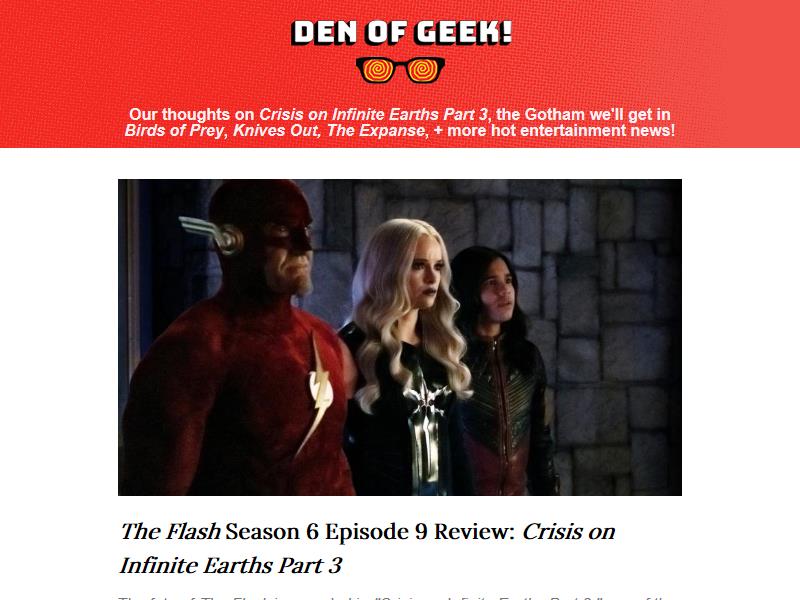 DEN OF GEEK!
Our thoughts on Crisis on Infinite Earths Part 3, the Gotham we'll get in
Birds of Prey, Knives Out, The Expanse, + more hot entertainment news!
The Flash Season 6 Episode 9 Review: Crisis on
Infinite Earths Part 3